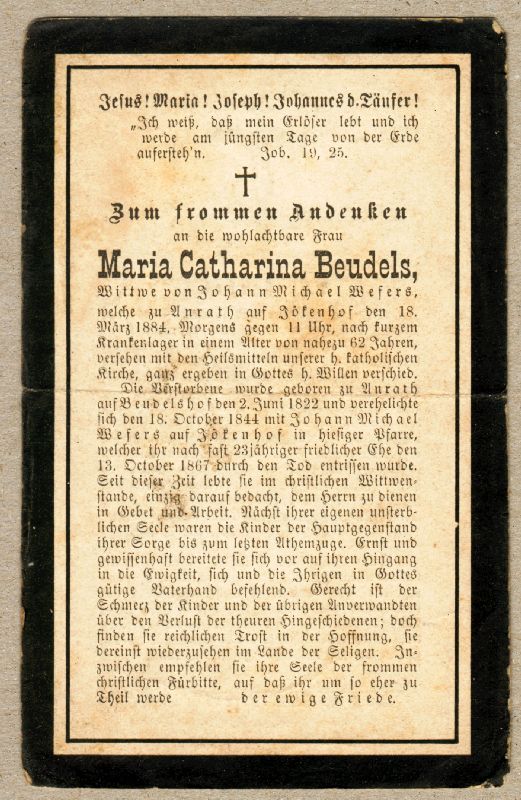 Jesus! Maria! Joseph! Johannes d. Täufer!
„Ich weiß, daß mein Erlöser lebt und ich
werde am jüngsten Tage von der Erde
aufersteh'n. Job. 19, 25.
Zum frommen Andenken
an die wohlachtbare Frau
Maria Catharina Beudels,
Wittwe von Johann Michael Wefers,
welche zu Anrath auf Jökenhof den 18.
März 1884, Morgens gegen 11 Uhr, nach kurzem
Krankenlager in einem Alter von nahezu 62 Jahren,
versehen mit den Heilsmitteln unserer h. katholischen
Kirche, ganz ergeben in Gottes h. Willen verschied.
Die Verstorbene wurde geboren zu Anrath
auf Beudelshof den 2. Juni 1822 und verehelichte
sich den 18. October 1844 mit Johann Michael
Wefers auf Jökenhof in hiesiger Pfarre,
welcher ihr nach fast 23jähriger friedlicher Ehe den
13. October 1867 durch den Tod entrissen wurde.
Seit dieser Zeit lebte sie im christlichen Wittwen-
stande, einzig darauf bedacht, dem Herrn zu dienen
in Gebet und Arbeit. Nächst ihrer eigenen unsterb-
lichen Seele waren die Kinder der Hauptgegenstand
ihrer Sorge bis zum letzten Athemzuge. Ernst und
gewissenhaft bereitete sie sich vor auf ihren Hingang
in die Ewigkeit, sich und die Ihrigen in Gottes
gütige Vaterhand befehlend. Gerecht ist der
Schmerz der Kinder und der übrigen Anverwandten
über den Verlust der theuren Hingeschiedenen; doch
finden sie reichlichen Trost in der Hoffnung, sie
dereinst wiederzusehen im Lande der Seligen. In-
zwischen empfehlen sie ihre Seele der frommen
christlichen Fürbitte, auf daß ihr um so eher zu
Theil werde der ewige Friede.